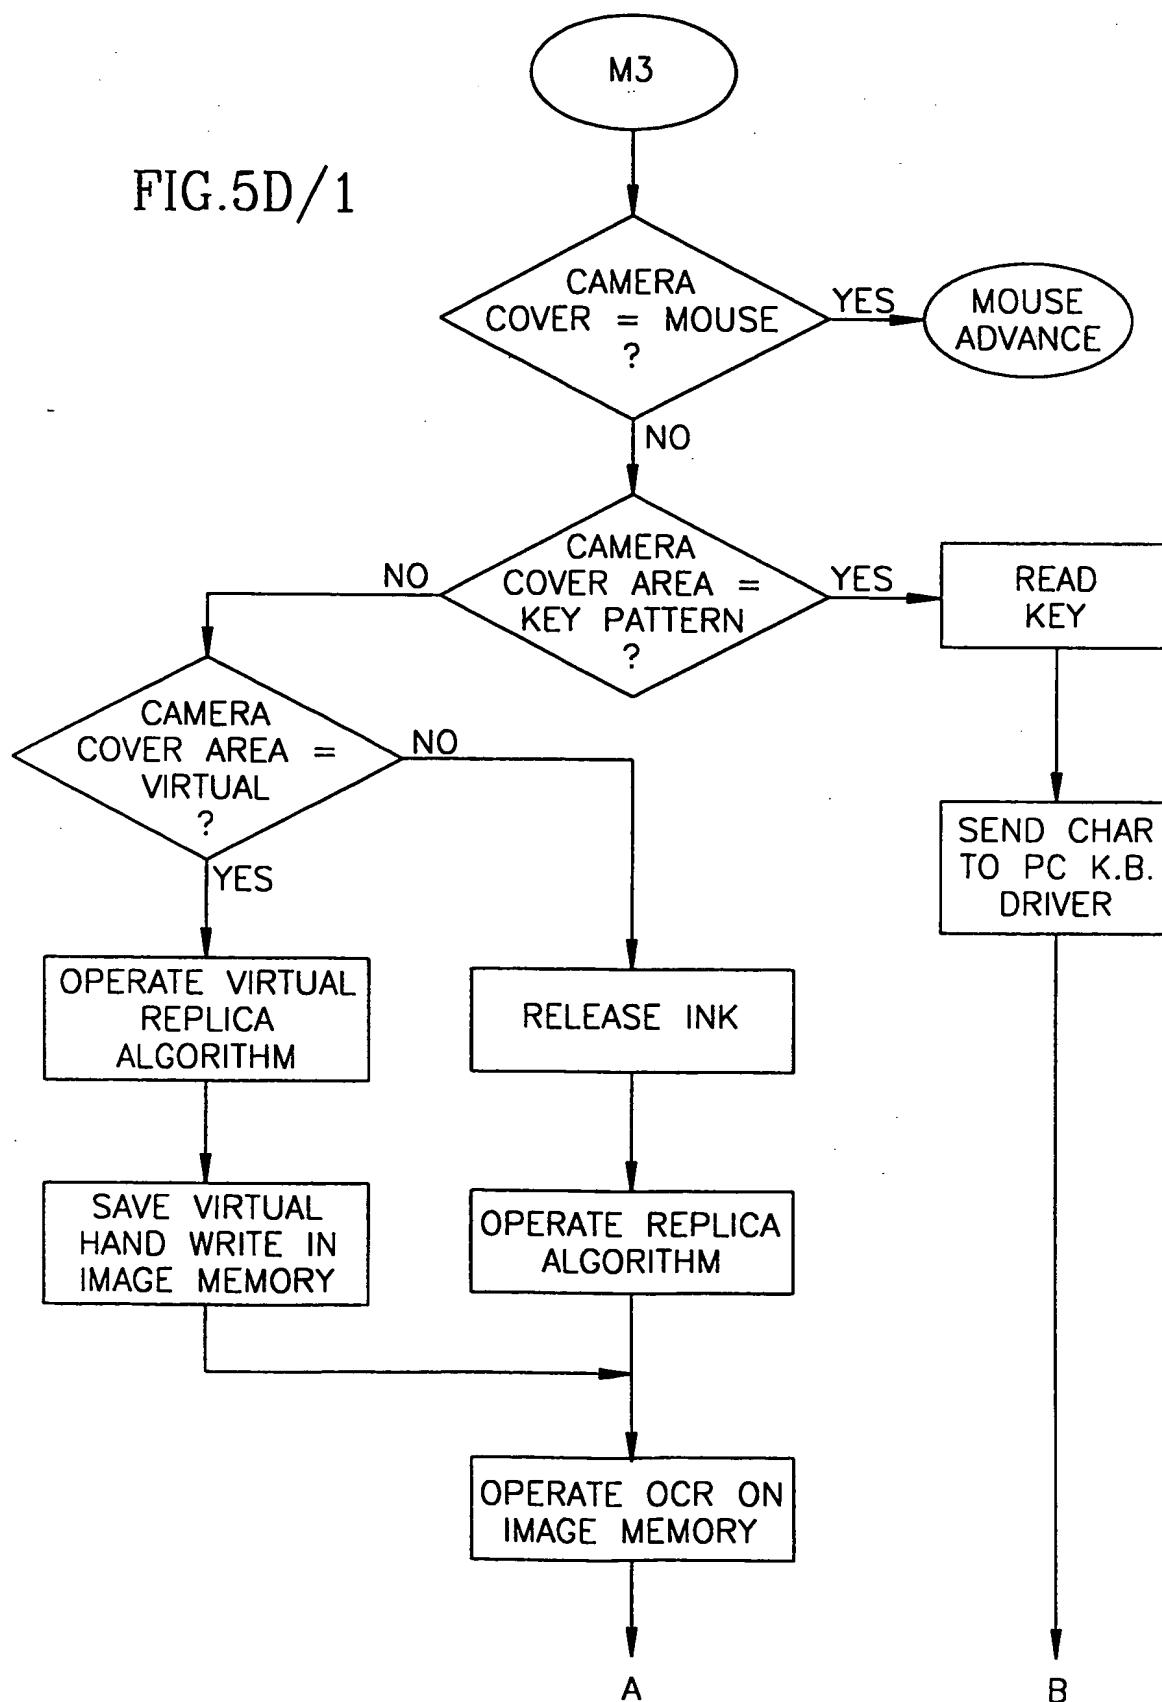 M3
FIG.5D/1
CAMERA
COVER = MOUSE
?
YES
MOUSE
ADVANCE
NO
CAMERA
COVER AREA =
KEY PATTERN
?
NO
YES
READ
KEY
CAMERA
COVER AREA =
VIRTUAL
?
NO
YES
SEND CHAR
TO PC K.B.
DRIVER
OPERATE VIRTUAL
REPLICA
ALGORITHM
RELEASE INK
SAVE VIRTUAL
HAND WRITE IN
IMAGE MEMORY
OPERATE REPLICA
ALGORITHM
OPERATE OCR ON
IMAGE MEMORY
A
B